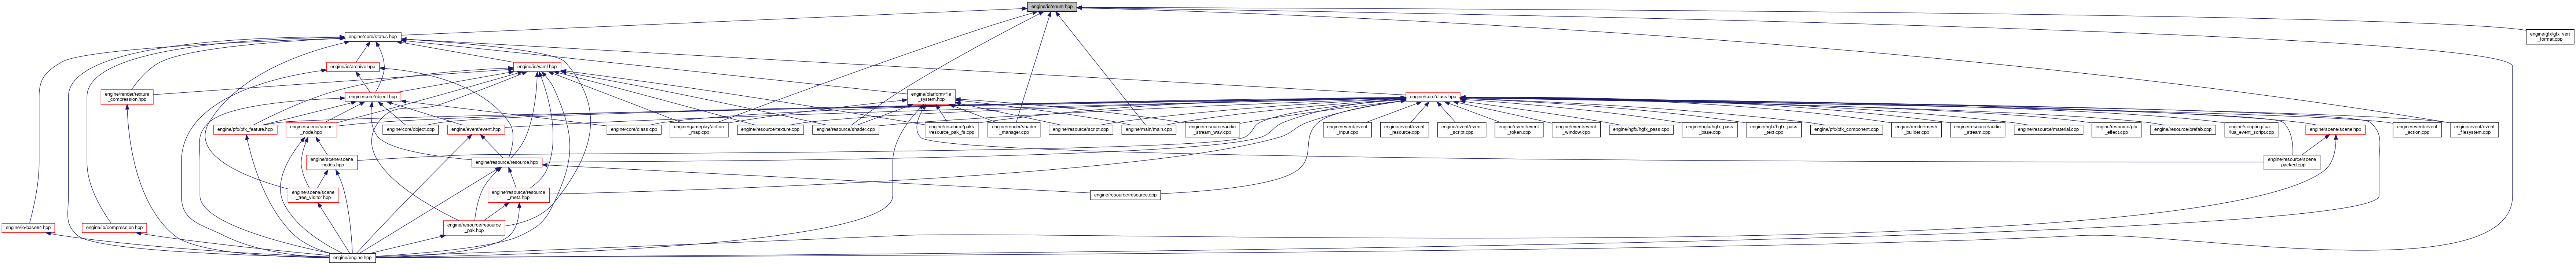 engine/io/enum.hpp
engine/core/status.hpp
engine/gfx/gfx_vert
_format.cpp
engine/io/archive.hpp
engine/io/yaml.hpp
engine/render/texture
_compression.hpp
engine/core/object.hpp
engine/platform/file
_system.hpp
engine/core/class.hpp
engine/pfx/pfx_feature.hpp
engine/scene/scene
_node.hpp
engine/core/object.cpp
engine/event/event.hpp
engine/core/class.cpp
engine/gameplay/action
_map.cpp
engine/resource/texture.cpp
engine/resource/shader.cpp
engine/resource/paks
/resource_pak_fv.cpp
engine/render/shader
_manager.cpp
engine/resource/script.cpp
engine/main/main.cpp
engine/resource/audio
_stream_wav.cpp
engine/event/event
_input.cpp
engine/event/event
_resource.cpp
engine/event/event
_script.cpp
engine/event/event
_token.cpp
engine/event/event
_window.cpp
engine/hgfx/hgfx_pass.cpp
engine/hgfx/hgfx_pass
_base.cpp
engine/hgfx/hgfx_pass
_text.cpp
engine/pfx/pfx_component.cpp
engine/render/mesh
_builder.cpp
engine/resource/audio
_stream.cpp
engine/resource/material.cpp
engine/resource/pfx
_effect.cpp
engine/resource/prefab.cpp
engine/scripting/lua
/lua_event_script.cpp
engine/scene/scene.hpp
engine/event/event
_action.cpp
engine/event/event
_filesystem.cpp
engine/scene/scene
_nodes.hpp
engine/resource/resource.hpp
engine/resource/scene
_packed.cpp
engine/scene/scene
_tree_visitor.hpp
engine/resource/resource
_meta.hpp
engine/resource/resource.cpp
engine/io/base64.hpp
engine/io/compression.hpp
engine/resource/resource
_pak.hpp
engine/engine.hpp